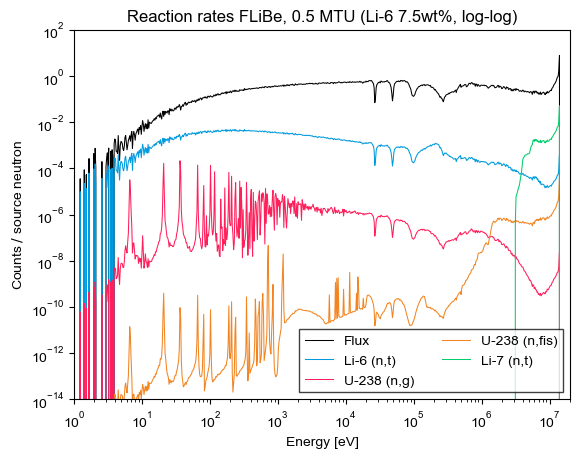 Reaction rates FLiBe, 0.5 MTU (Li-6 7.5wt%, log-log)
Counts / source neutron
10^2
10^0
10^−2
10^−4
10^−6
10^−8
10^−10
10^−12
10^−14
Flux
Li-6 (n,t)
U-238 (n,g)
U-238 (n,fis)
Li-7 (n,t)
10^0 10^1 10^2 10^3 10^4 10^5 10^6 10^7
Energy [eV]